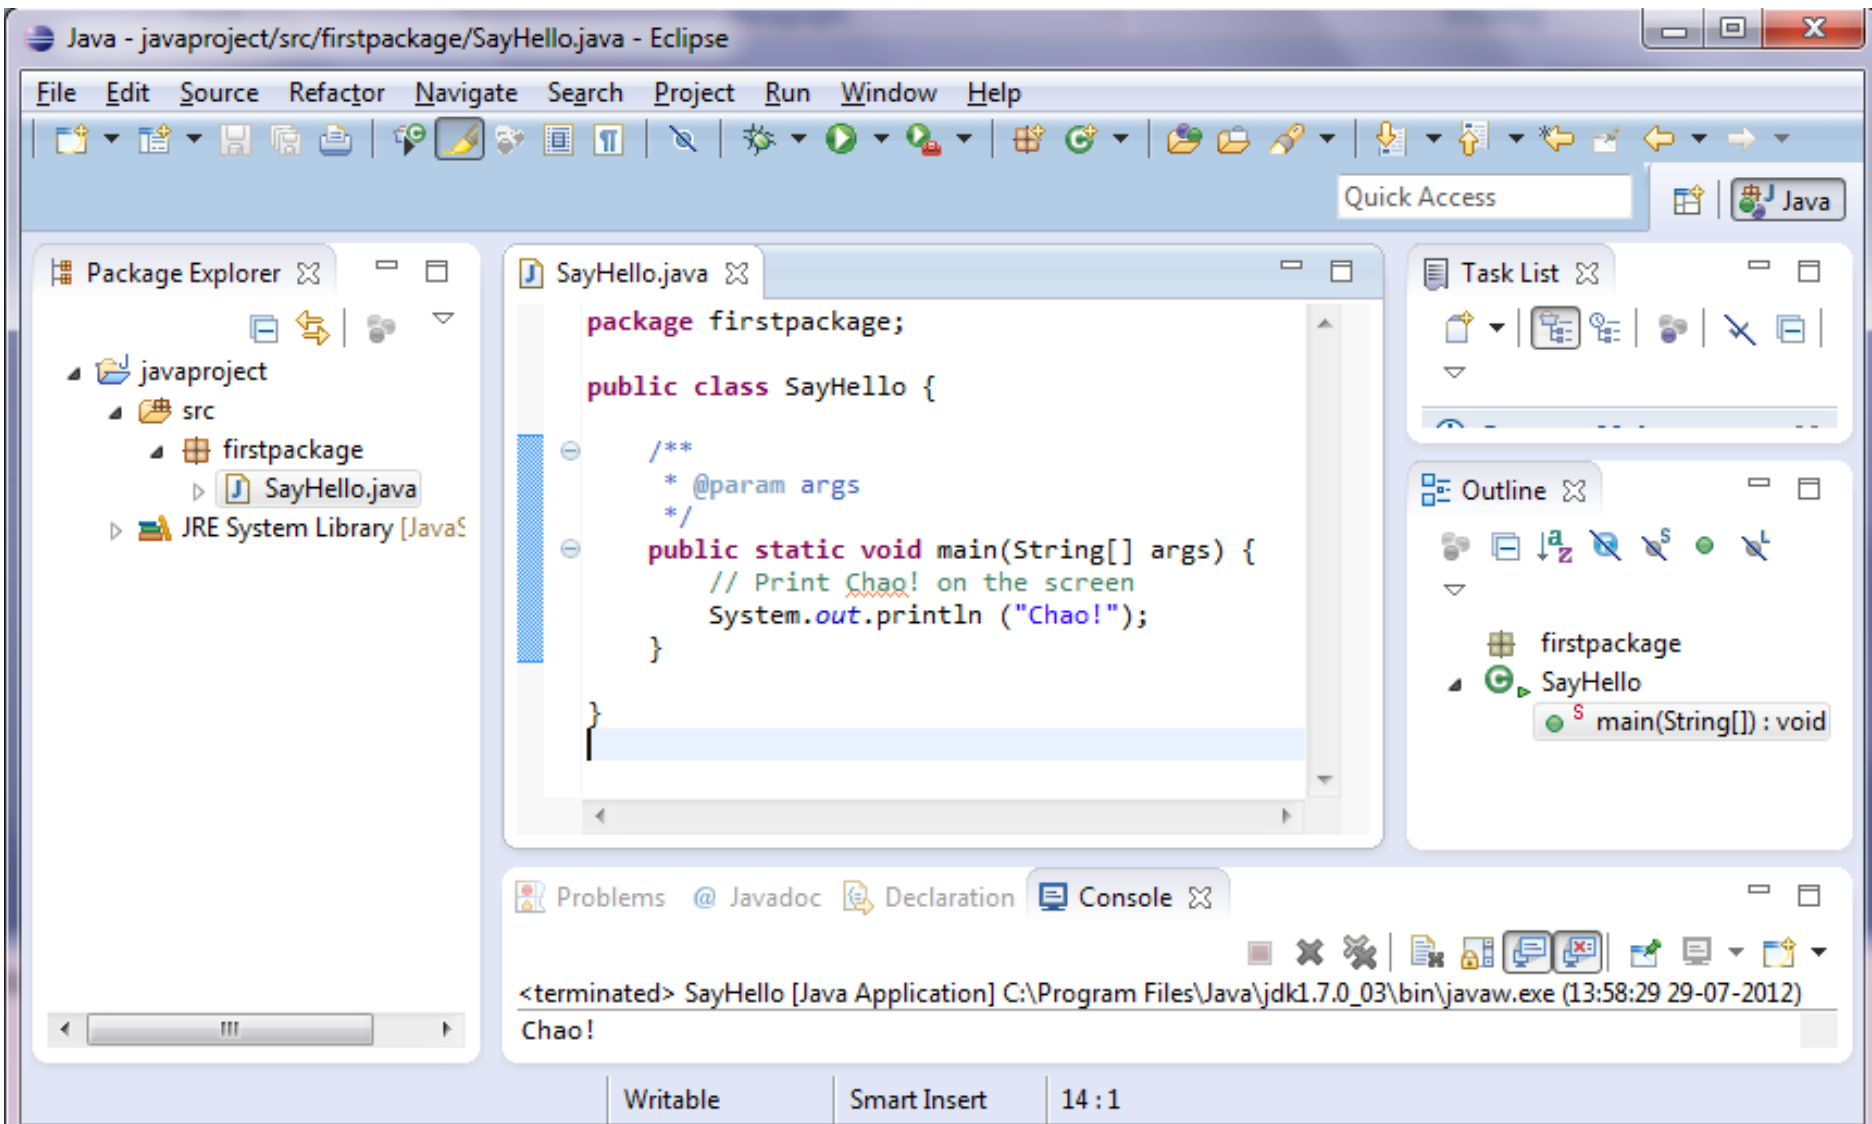 Java - javaproject/src/firstpackage/SayHello.java - Eclipse
File Edit Source Refactor Navigate Search Project Run Window Help
Quick Access
Java
Package Explorer
javaproject
src
firstpackage
SayHello.java
JRE System Library [JavaS
SayHello.java
package firstpackage;
public class SayHello {
/**
* @param args
*/
public static void main(String[] args) {
// Print Chao! on the screen
System.out.println ("Chao!");
}
}
Task List
Outline
firstpackage
SayHello
main(String[]) : void
Problems @ Javadoc Declaration Console
<terminated> SayHello [Java Application] C:\Program Files\Java\jdk1.7.0_03\bin\javaw.exe (13:58:29 29-07-2012)
Chao!
Writable Smart Insert 14 : 1